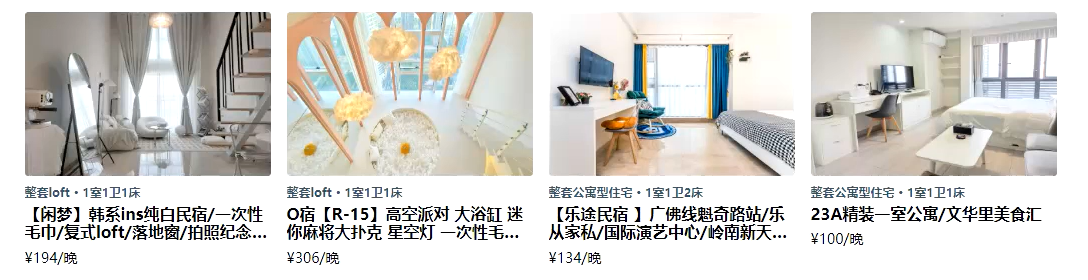 整套loft·1室1卫1床
【闲梦】韩系ins纯白民宿/一次性
毛巾/复式loft/落地窗/拍照纪念...
¥194/晚
整套loft·1室1卫1床
O宿【R-15】高空派对 大浴缸 迷
你麻将大扑克 星空灯 一次性毛...
¥306/晚
整套公寓型住宅·1室1卫2床
【乐途民宿 】广佛线魁奇路站/乐
从家私/国际演艺中心/岭南新天...
¥134/晚
整套公寓型住宅·1室1卫1床
23A精装一室公寓/文华里美食汇
¥100/晚